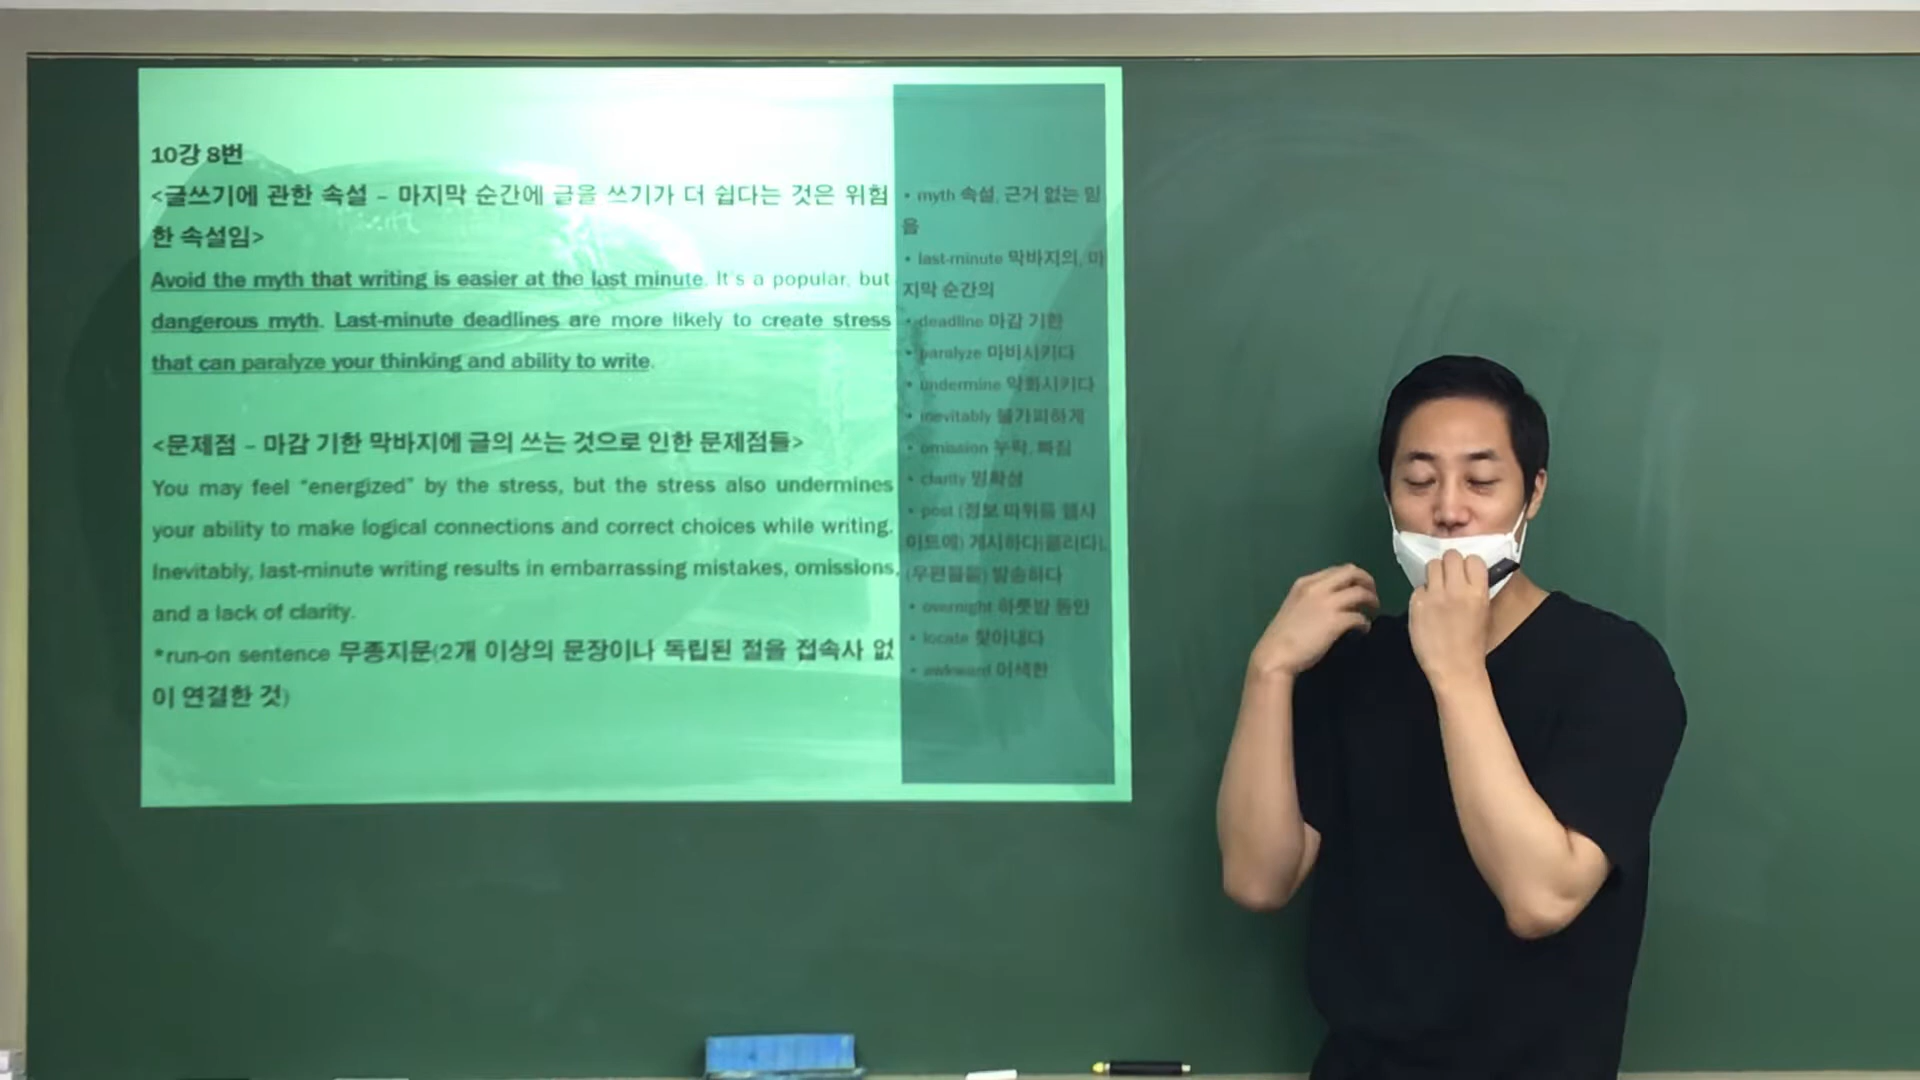 10강 8번
<글쓰기에 관한 속설 – 마지막 순간에 글을 쓰기가 더 쉽다는 것은 위험
한 속설임>
Avoid the myth that writing is easier at the last minute. It's a popular, but
dangerous myth. Last-minute deadlines are more likely to create stress
that can paralyze your thinking and ability to write.
<문제점 – 마감 기한 막바지에 글의 쓰는 것으로 인한 문제점들>
You may feel "energized" by the stress, but the stress also undermines
your ability to make logical connections and correct choices while writing.
Inevitably, last-minute writing results in embarrassing mistakes, omissions,
and a lack of clarity.
*run-on sentence 무종지문(2개 이상의 문장이나 독립된 절을 접속사 없
이 연결한 것)
• myth 속설, 근거 없는 믿
음
• last-minute 막바지의, 마
지막 순간의
• deadline 마감 기한
• paralyze 마비시키다
• undermine 약화시키다
• inevitably 불가피하게
• omission 누락, 빠짐
• clarity 명확성
• post (정보 따위를 웹사
이트에) 게시하다[올리다],
(우편물을) 발송하다
• overnight 하룻밤 동안
• locate 찾아내다
• awkward 어색한